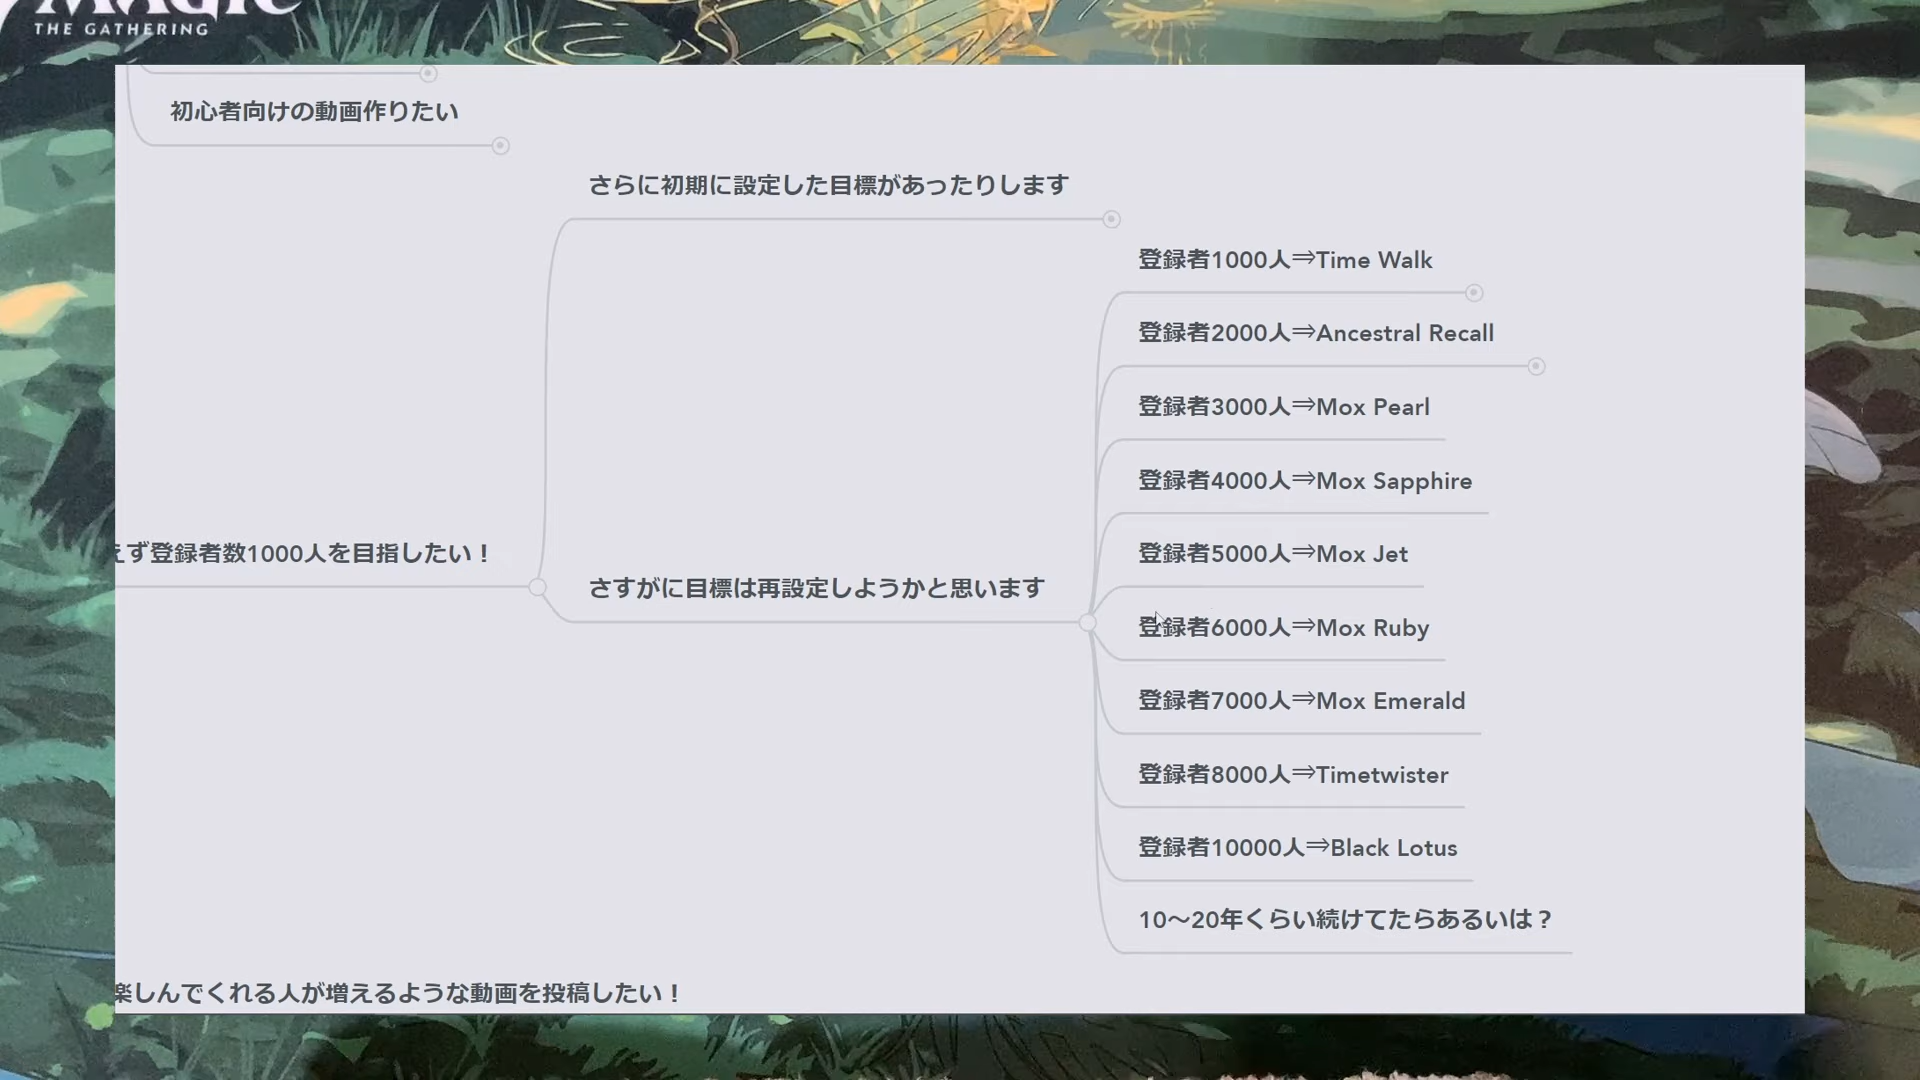 MAGIC
THE GATHERING
初心者向けの動画作りたい
さらに初期に設定した目標があったりします
登録者1000人⇒Time Walk
登録者2000人⇒Ancestral Recall
登録者3000人⇒Mox Pearl
登録者4000人⇒Mox Sapphire
えず登録者数1000人を目指したい！
登録者5000人⇒Mox Jet
さすがに目標は再設定しようかと思います
登録者6000人⇒Mox Ruby
登録者7000人⇒Mox Emerald
登録者8000人⇒Timetwister
登録者10000人⇒Black Lotus
10～20年くらい続けてたらあるいは？
楽しんでくれる人が増えるような動画を投稿したい！